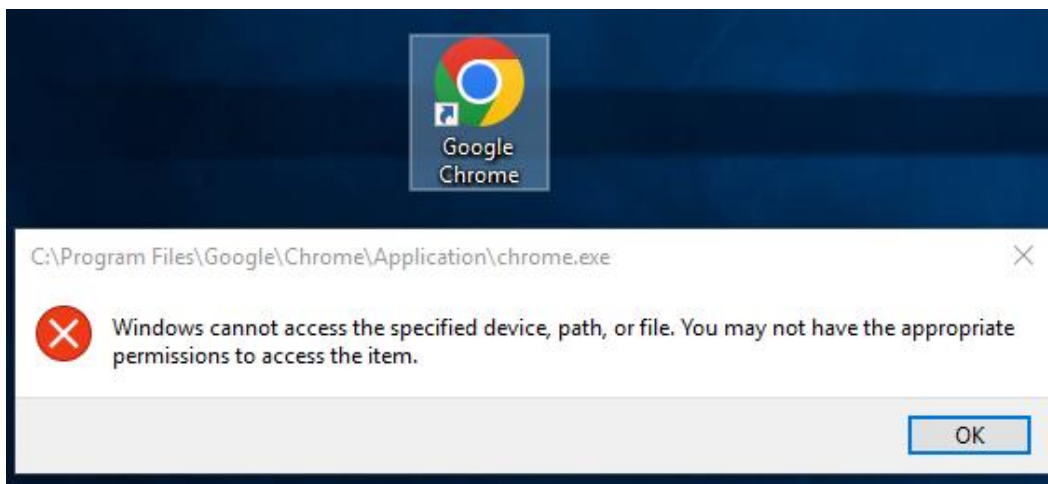 Google
Chrome
C:\Program Files\Google\Chrome\Application\chrome.exe
Windows cannot access the specified device, path, or file. You may not have the appropriate
permissions to access the item.
OK